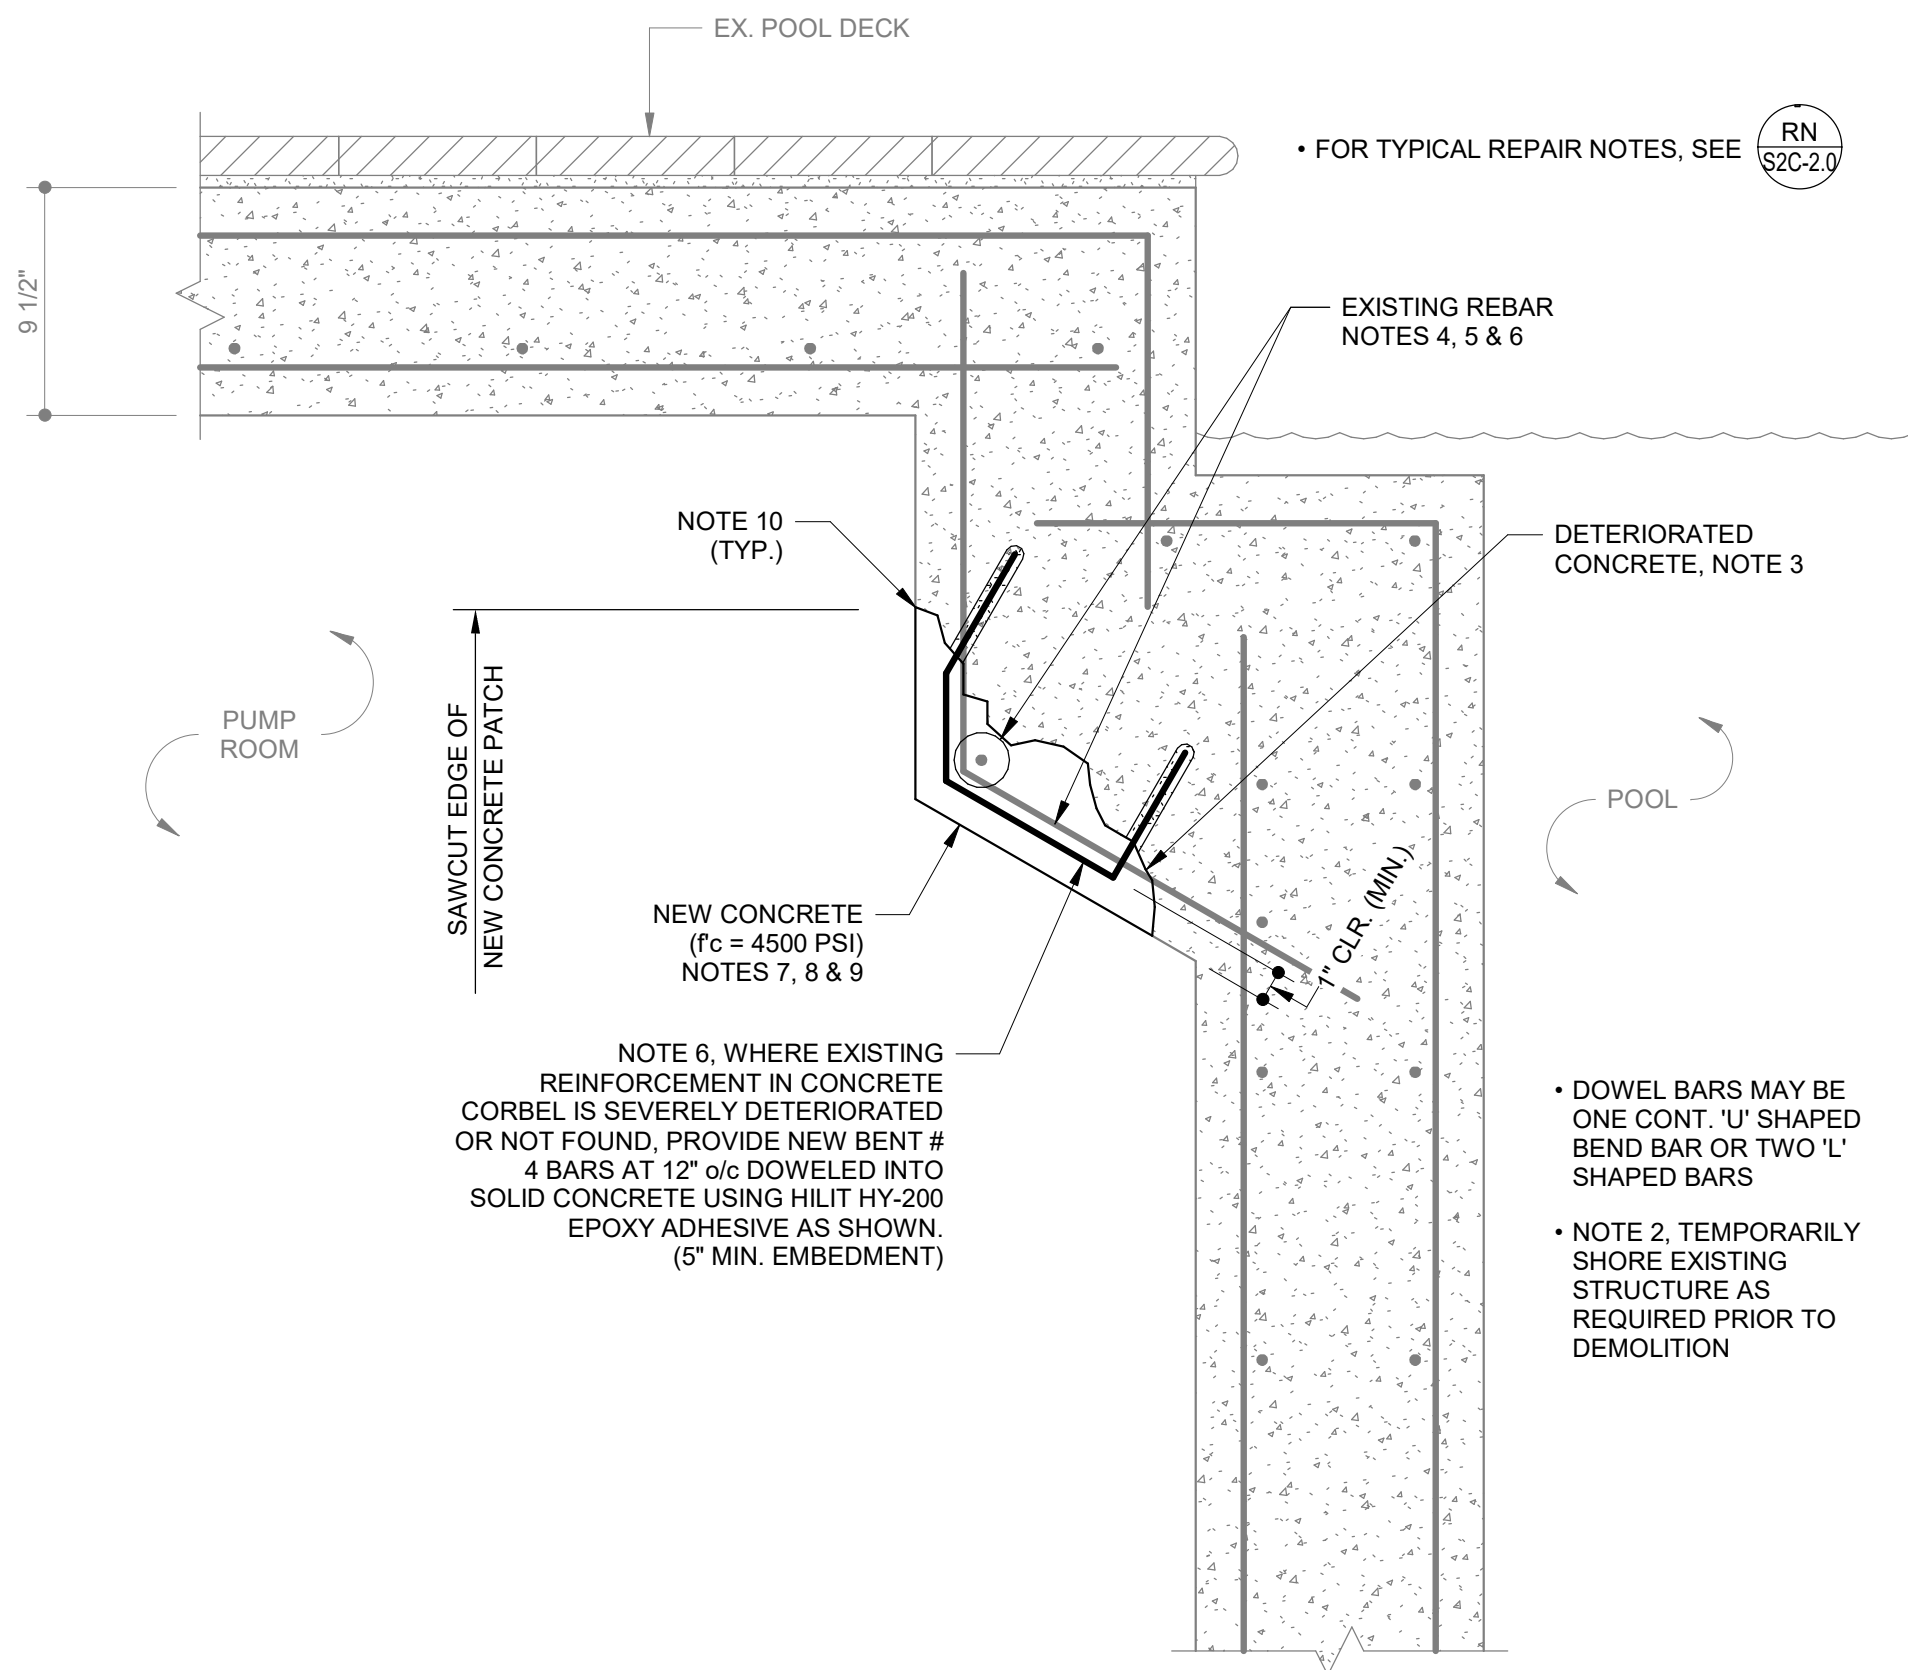 EX. POOL DECK
• FOR TYPICAL REPAIR NOTES, SEE
RN
S2C-2.0
9 1/2"
EXISTING REBAR
NOTES 4, 5 & 6
NOTE 10
(TYP.)
DETERIORATED
CONCRETE, NOTE 3
PUMP
ROOM
SAWCUT EDGE OF
NEW CONCRETE PATCH
POOL
NEW CONCRETE
(f'c = 4500 PSI)
NOTES 7, 8 & 9
1" CLR. (MIN.)
NOTE 6, WHERE EXISTING
REINFORCEMENT IN CONCRETE
CORBEL IS SEVERELY DETERIORATED
OR NOT FOUND, PROVIDE NEW BENT #
4 BARS AT 12" o/c DOWELED INTO
SOLID CONCRETE USING HILIT HY-200
EPOXY ADHESIVE AS SHOWN.
(5" MIN. EMBEDMENT)
• DOWEL BARS MAY BE
ONE CONT. 'U' SHAPED
BEND BAR OR TWO 'L'
SHAPED BARS
• NOTE 2, TEMPORARILY
SHORE EXISTING
STRUCTURE AS
REQUIRED PRIOR TO
DEMOLITION